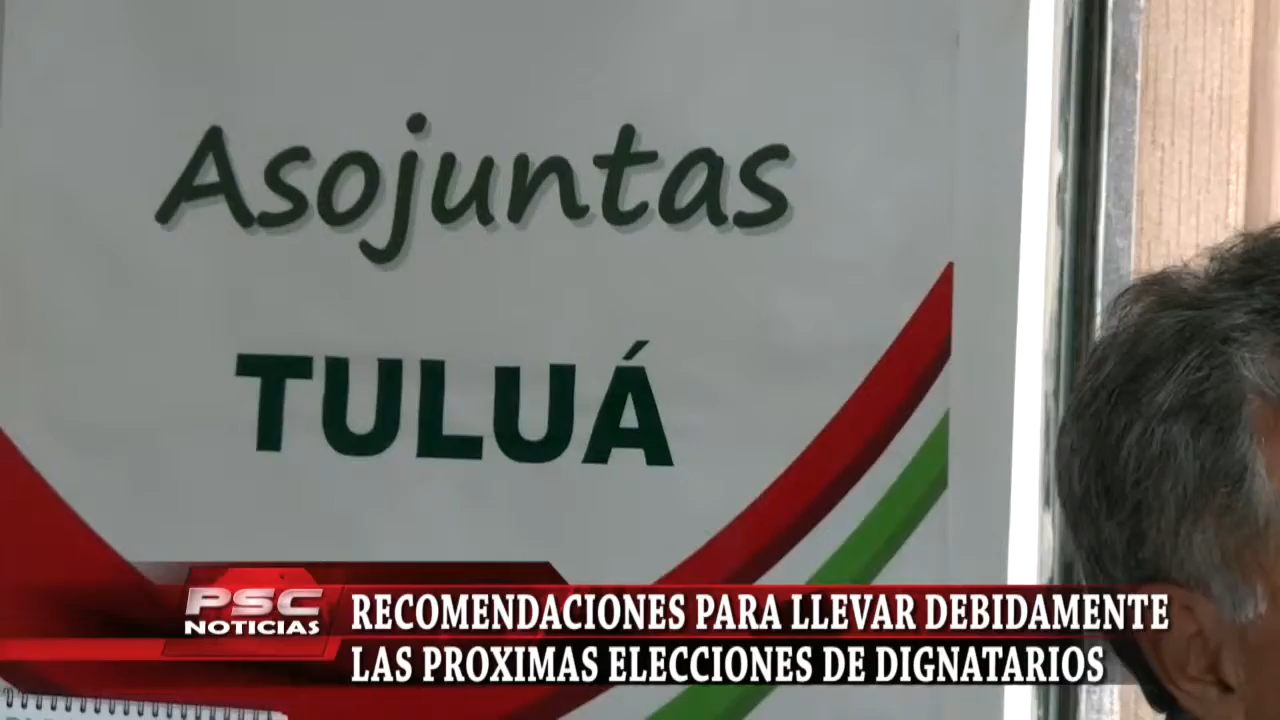 Asojuntas
TULUÁ
PSC
NOTICIAS
RECOMENDACIONES PARA LLEVAR DEBIDAMENTE
LAS PROXIMAS ELECCIONES DE DIGNATARIOS